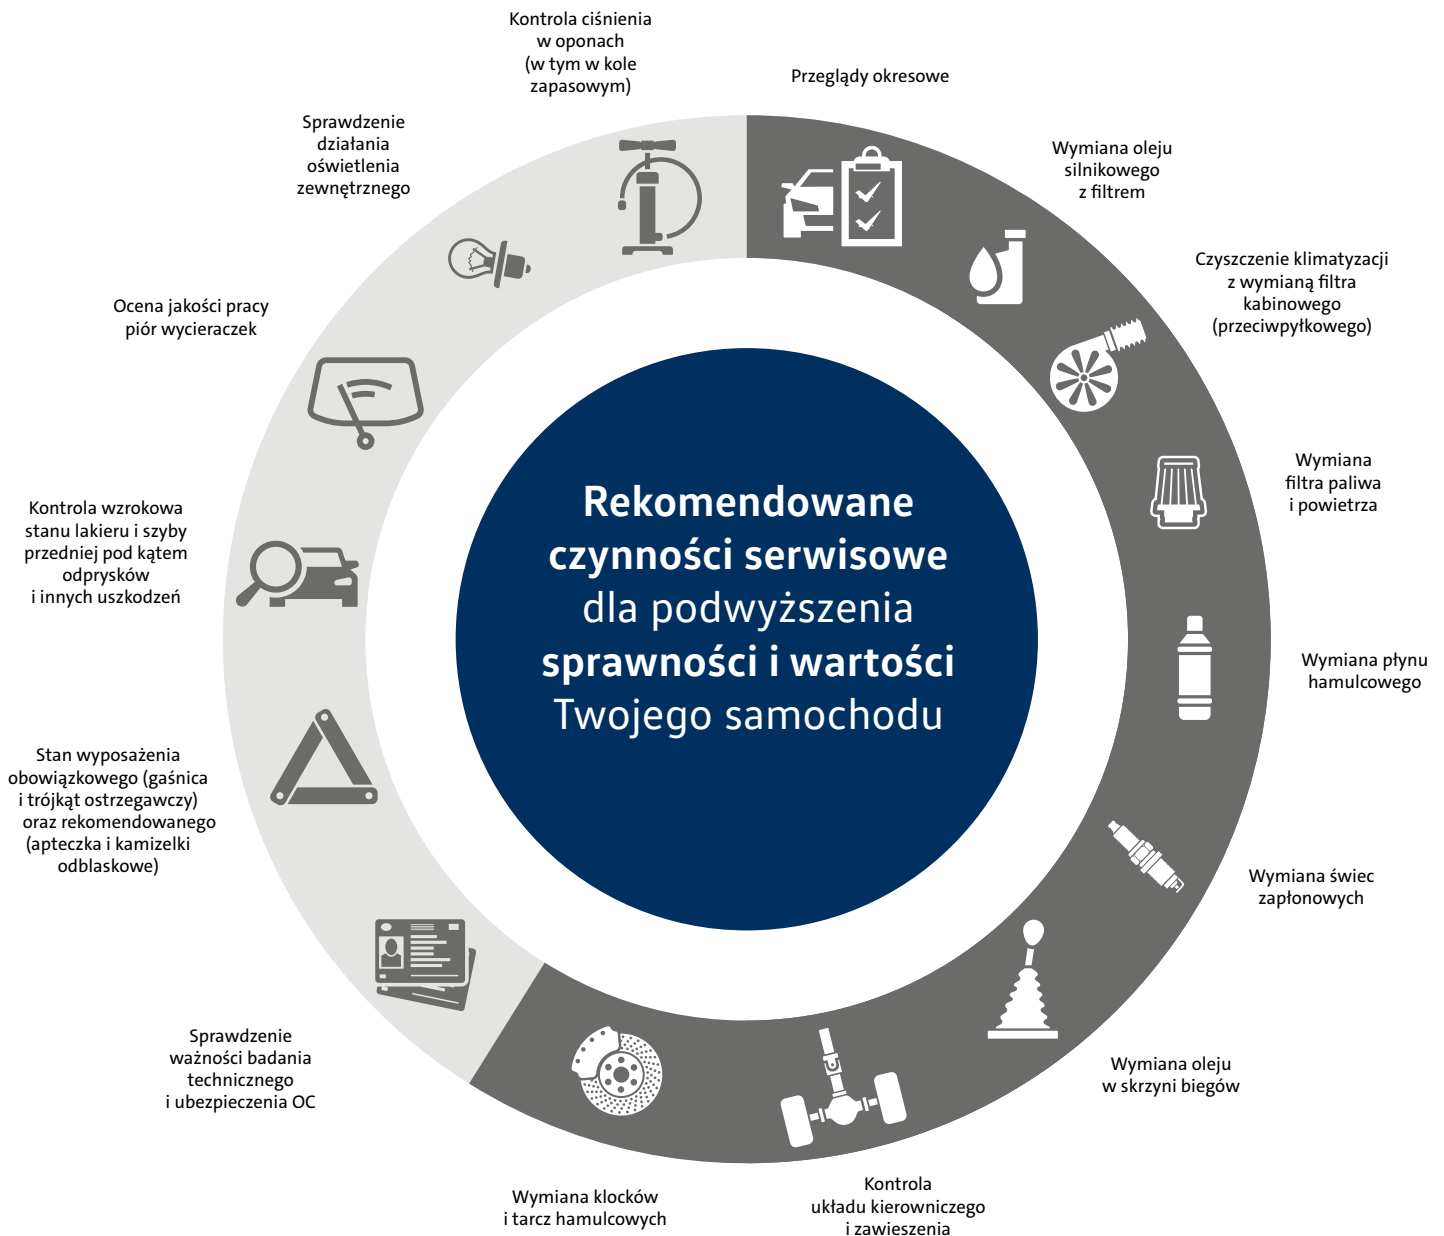 Kontrola ciśnienia
w oponach
(w tym w kole
zapasowym)
Przeglądy okresowe
Wymiana oleju
silnikowego
z filtrem
Czyszczenie klimatyzacji
z wymianą filtra
kabinowego
(przeciwpyłkowego)
Wymiana
filtra paliwa
i powietrza
Wymiana płynu
hamulcowego
Wymiana świec
zapłonowych
Wymiana oleju
w skrzyni biegów
Kontrola
układu kierowniczego
i zawieszenia
Wymiana klocków
i tarcz hamulcowych
Sprawdzenie
ważności badania
technicznego
i ubezpieczenia OC
Stan wyposażenia
obowiązkowego (gaśnica
i trójkąt ostrzegawczy)
oraz rekomendowanego
(apteczka i kamizelki
odblaskowe)
Kontrola wzrokowa
stanu lakieru i szyby
przedniej pod kątem
odprysków
i innych uszkodzeń
Ocena jakości pracy
piór wycieraczek
Sprawdzenie
działania
oświetlenia
zewnętrznego
Rekomendowane
czynności serwisowe
dla podwyższenia
sprawności i wartości
Twojego samochodu